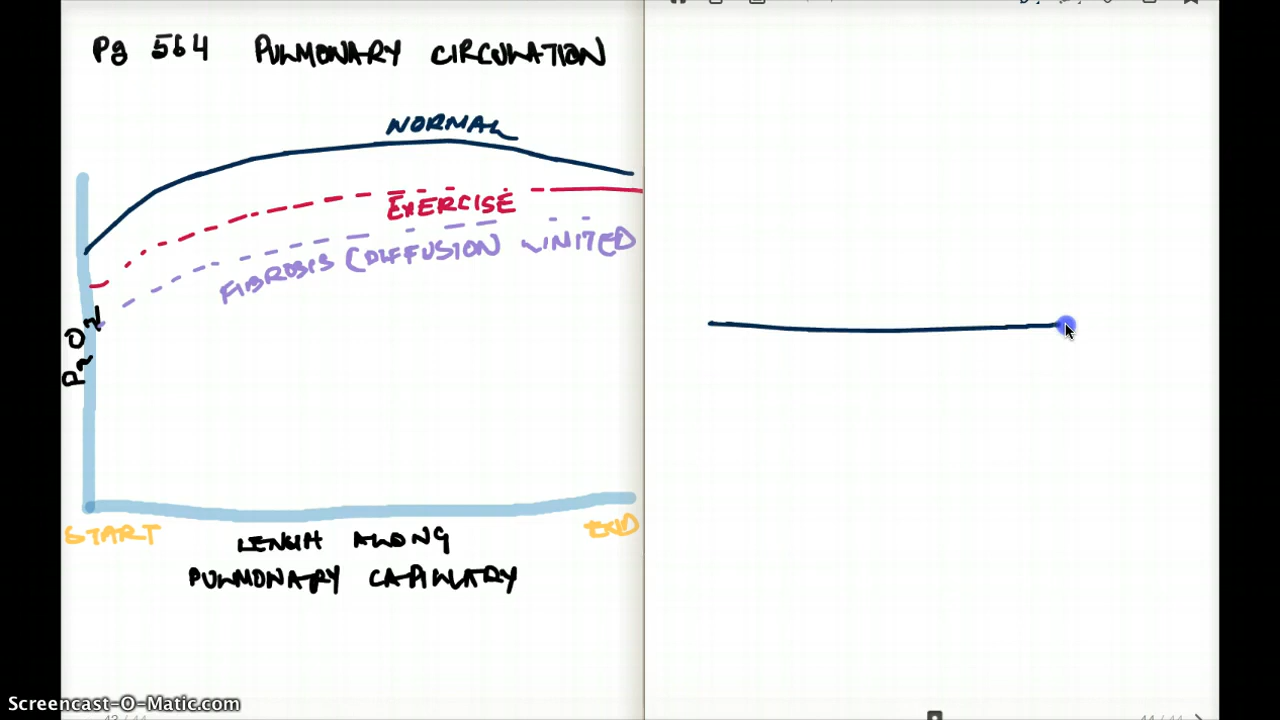 Pg 564 PULMONARY CIRCULATION
NORMAL
EXERCISE
FIBROSIS (DIFFUSION LIMITED
PaO2
START
END
LENGTH ALONG
PULMONARY CAPILLARY
Screencast-O-Matic.com